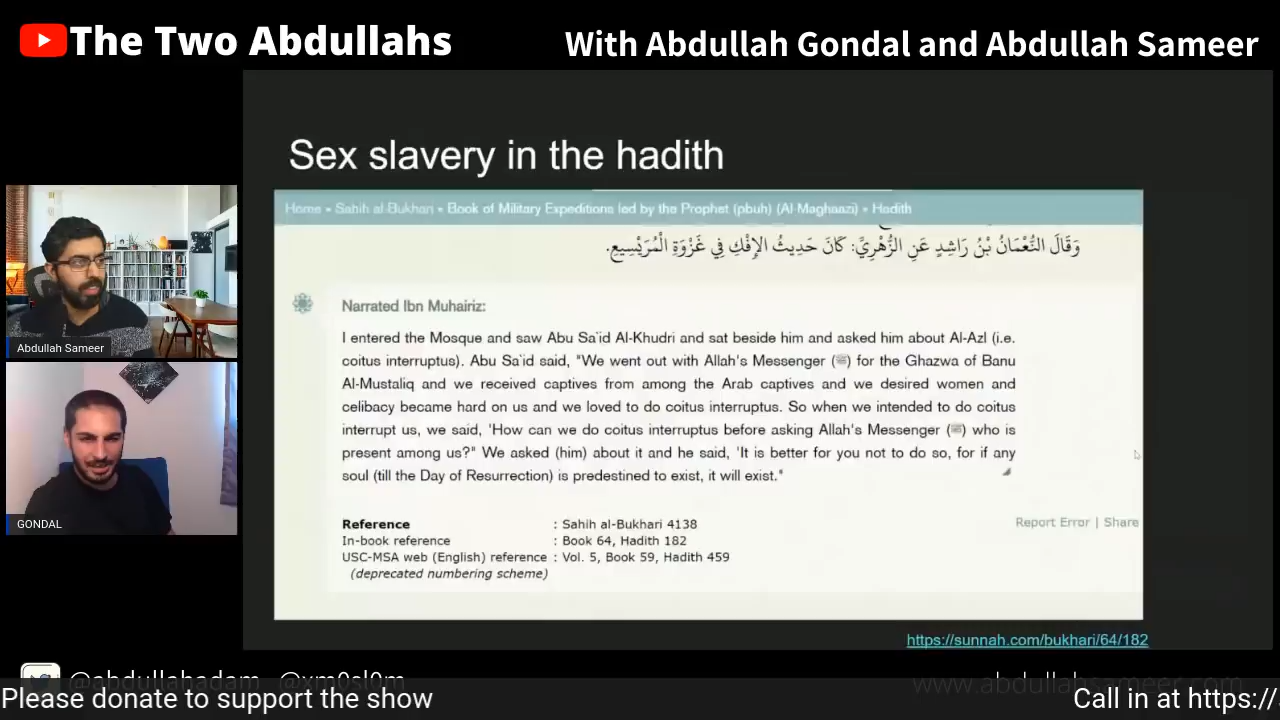 The Two Abdullahs
With Abdullah Gondal and Abdullah Sameer
Sex slavery in the hadith
Home » Sahih al-Bukhari » Book of Military Expeditions led by the Prophet (pbuh) (Al-Maghaazi) » Hadith
وَقَالَ النُّعْمَانُ بْنُ رَاشِدٍ عَنِ الزُّهْرِيِّ: كَانَ حَدِيثُ الإِفْكِ فِي غَزْوَةِ الْمُرَيْسِيعِ.
Narrated Ibn Muhairiz:
I entered the Mosque and saw Abu Sa`id Al-Khudri and sat beside him and asked him about Al-Azl (i.e.
coitus interruptus). Abu Sa`id said, "We went out with Allah's Messenger (ﷺ) for the Ghazwa of Banu
Al-Mustaliq and we received captives from among the Arab captives and we desired women and
celibacy became hard on us and we loved to do coitus interruptus. So when we intended to do coitus
interrupt us, we said, 'How can we do coitus interruptus before asking Allah's Messenger (ﷺ) who is
present among us?" We asked (him) about it and he said, 'It is better for you not to do so, for if any
soul (till the Day of Resurrection) is predestined to exist, it will exist."
Reference : Sahih al-Bukhari 4138
In-book reference : Book 64, Hadith 182
USC-MSA web (English) reference : Vol. 5, Book 59, Hadith 459
(deprecated numbering scheme)
Report Error | Share
https://sunnah.com/bukhari/64/182
Abdullah Sameer
GONDAL
@abdullahadam @xm0sl0m
www.abdullahsameer.com
Please donate to support the show
Call in at https://